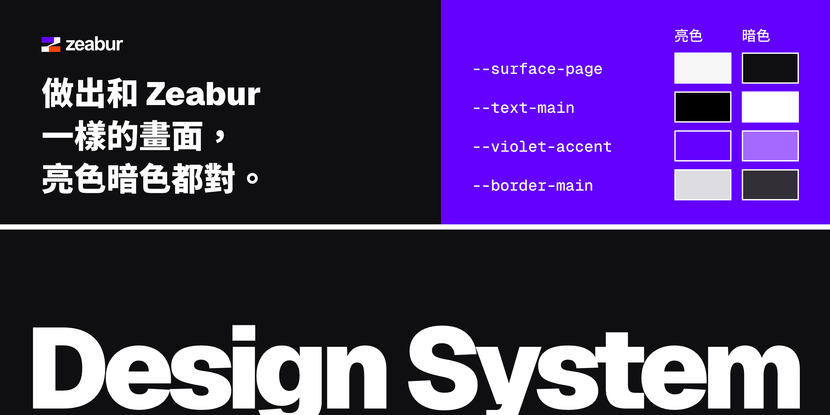 zeabur
做出和 Zeabur
一樣的畫面，
亮色暗色都對。
亮色 暗色
--surface-page
--text-main
--violet-accent
--border-main
Design System